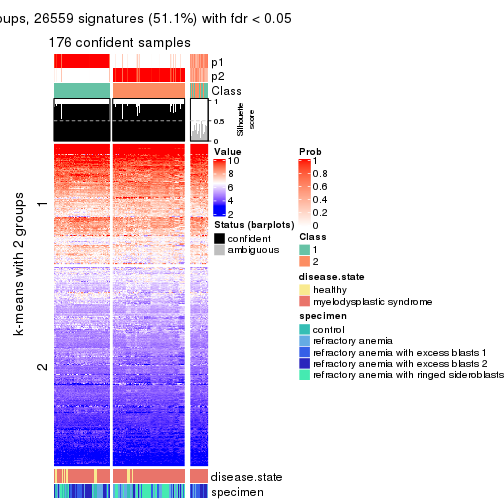 oups, 26559 signatures (51.1%) with fdr < 0.05
176 confident samples
p1
p2
Class
1
0.5
0
Silhouette
score
k-means with 2 groups
1
2
Value
10
8
6
4
2
Status (barplots)
confident
ambiguous
Prob
1
0.8
0.6
0.4
0.2
0
Class
1
2
disease.state
healthy
myelodysplastic syndrome
specimen
control
refractory anemia
refractory anemia with excess blasts 1
refractory anemia with excess blasts 2
refractory anemia with ringed sideroblasts
disease.state
specimen